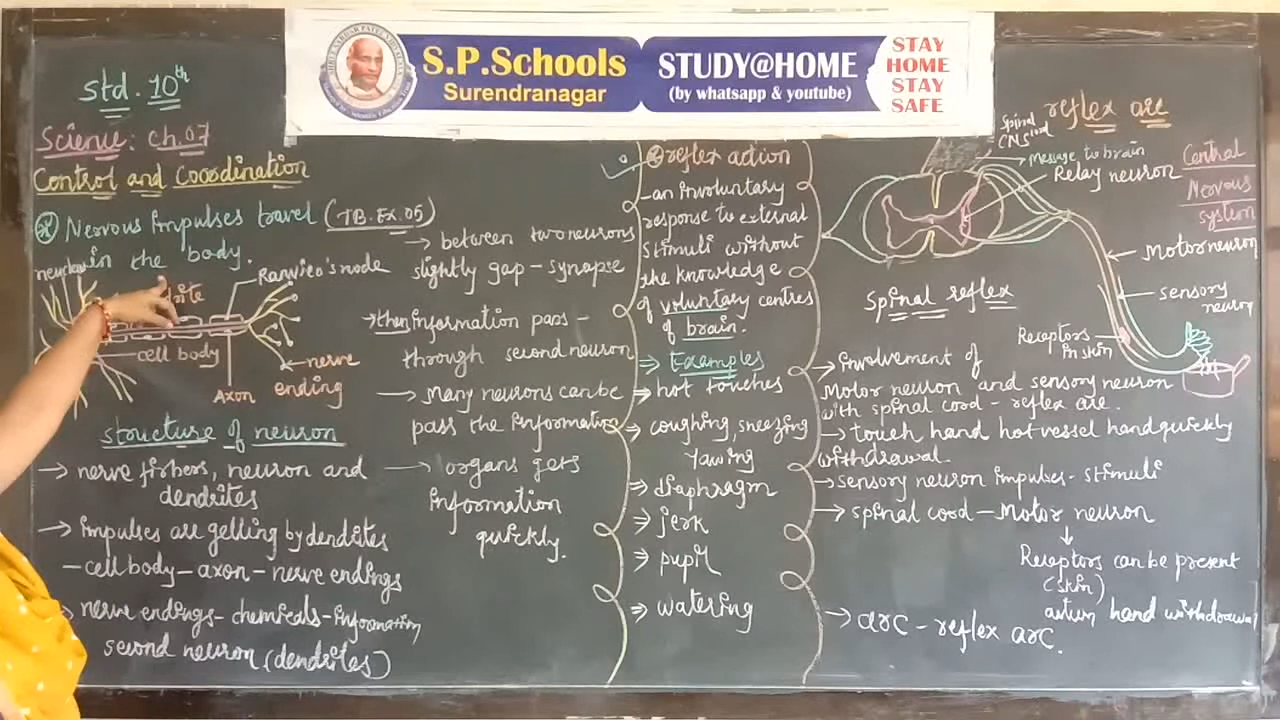 S.P.Schools
Surendranagar
STUDY@HOME
(by whatsapp & youtube)
STAY
HOME
STAY
SAFE
std. 10th
Science: Ch.07
Control and Coordination
Nervous Impulses travel (TB.Ex.05)
in the body.
Ranvier's node
cell body
Axon
nerve
ending
structure of neuron
→ nerve firbers, neuron and
dendrites
→ impulses are gelling by dendrites
- cell body - axon - nerve endings
→ nerve endings - chemicals - information
second neuron (dendrites)
→ between two neurons
slightly gap - synapse
→ then information pass -
through second neuron
→ Many neurons can be
pass the information
→ organs gets
information
quickly.
reflex action
- an involuntary
response to external
stimuli without
the knowledge
of voluntary centres
of brain.
⇒ Examples
⇒ hot touches
⇒ coughing, sneezing
yawing
⇒ diaphragm
⇒ jerk
⇒ pupil
⇒ watering
reflex arc
Spinal
cord
CNS
→ Message to brain
Relay neuron
Central
Nervous
system
Motor neuron
sensory
neuron
Receptors
in skin
Spinal reflex
→ Involvement of
Motor neuron and sensory neuron
with spinal cord - reflex arc.
→ touch hand hot vessel hand quickly
withdrawal.
→ sensory neuron impulses - stimuli
→ spinal cord - Motor neuron
↓
Receptors can be present
(skin)
hand withdrawal
→ arc - reflex arc.